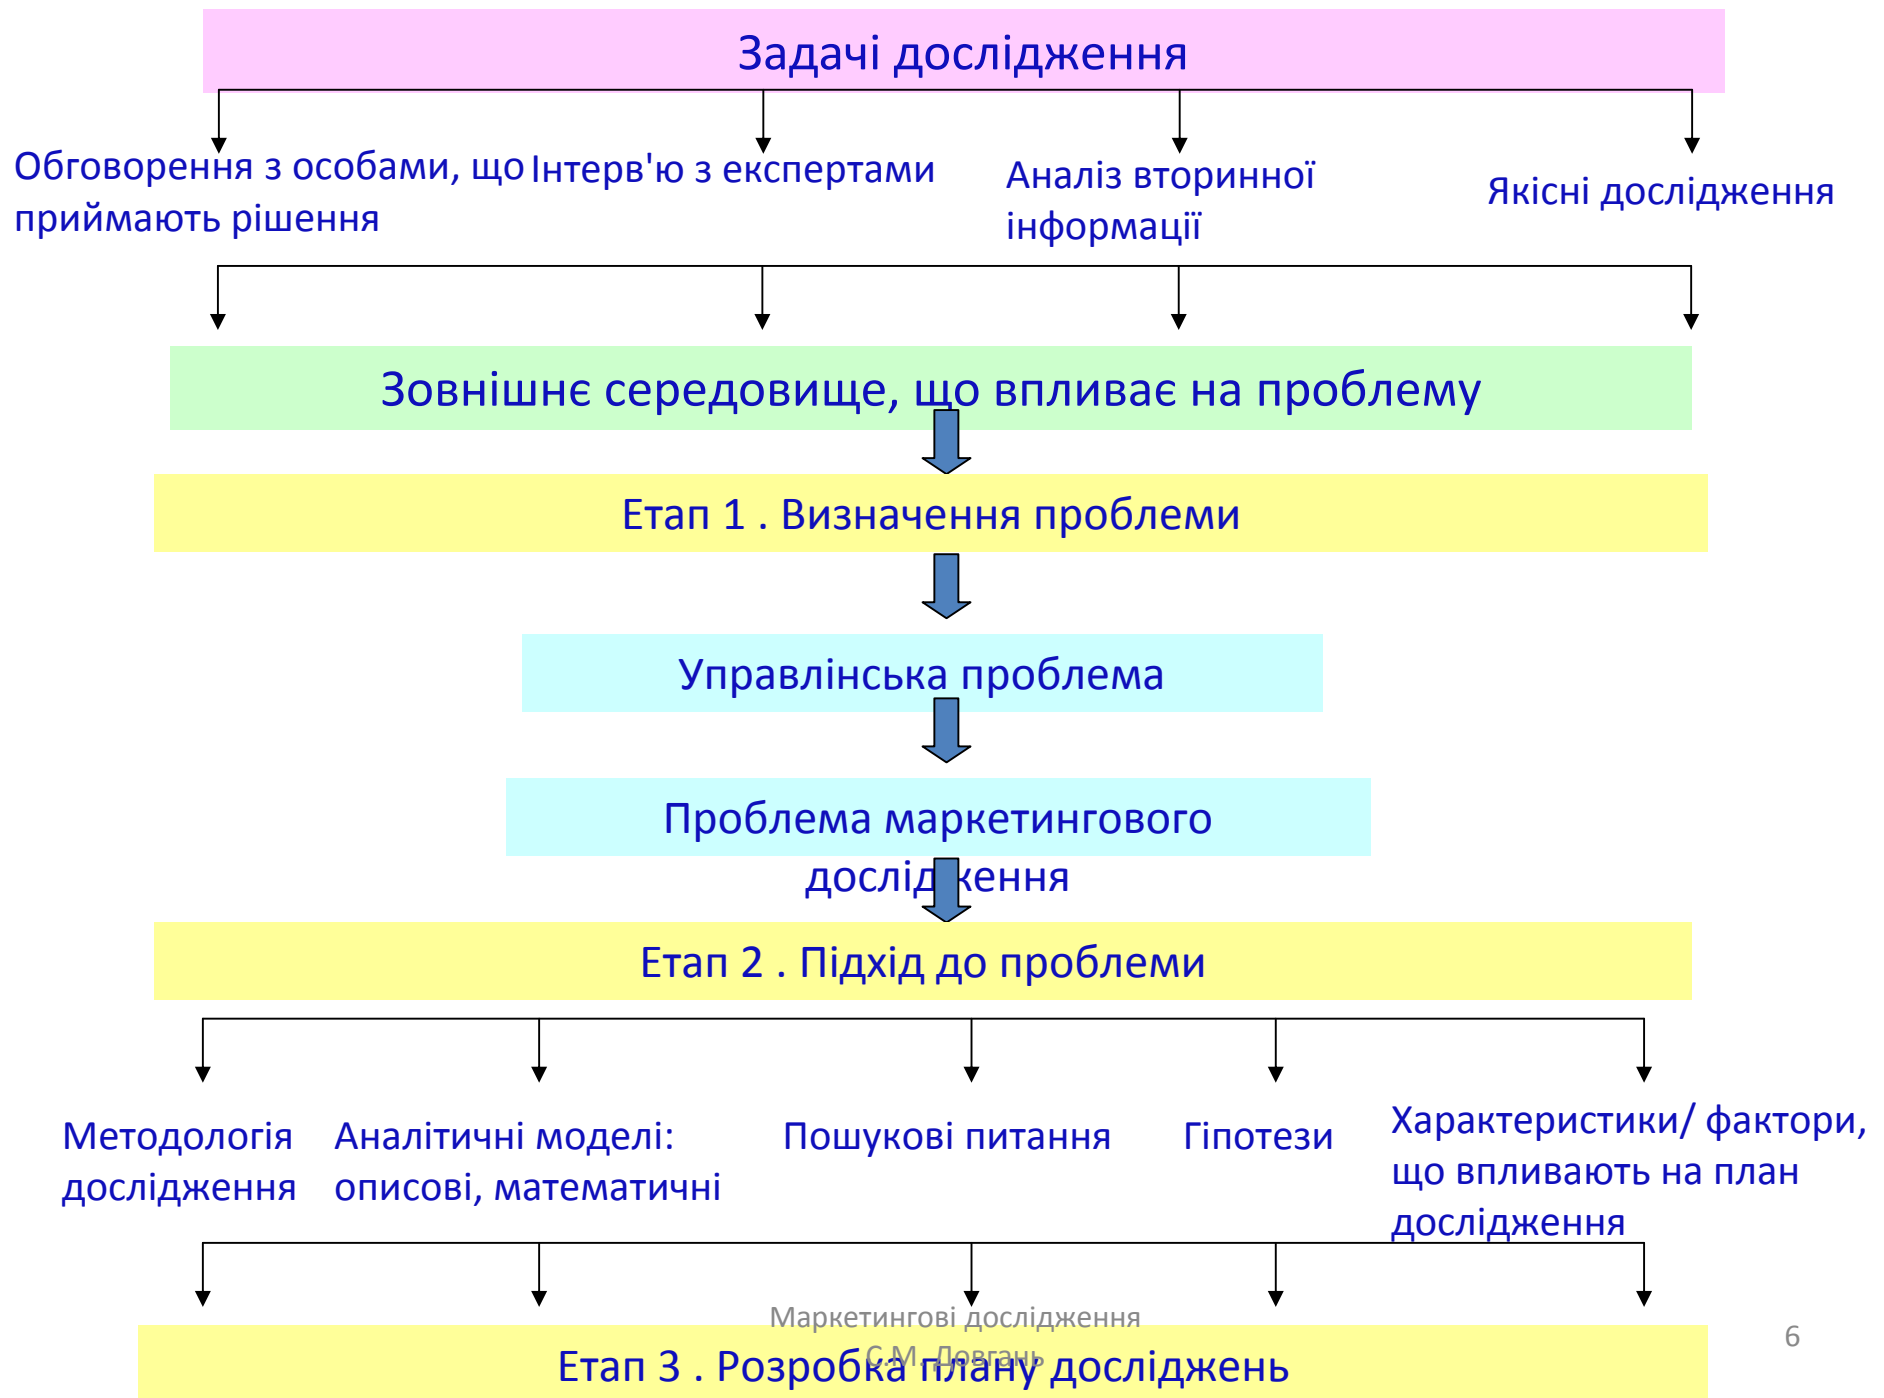 Задачі дослідження
Обговорення з особами, що
приймають рішення
Інтерв'ю з експертами
Аналіз вторинної
інформації
Якісні дослідження
Зовнішнє середовище, що впливає на проблему
Етап 1 . Визначення проблеми
Управлінська проблема
Проблема маркетингового
дослідження
Етап 2 . Підхід до проблеми
Методологія
дослідження
Аналітичні моделі:
описові, математичні
Пошукові питання
Гіпотези
Характеристики/ фактори,
що впливають на план
дослідження
Маркетингові дослідження
С.М. Довгань
6
Етап 3 . Розробка плану досліджень